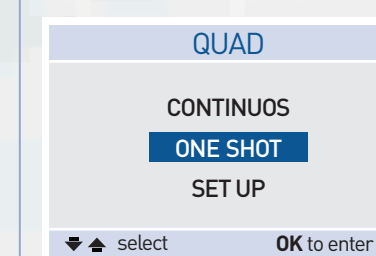 QUAD
CONTINUOS
ONE SHOT
SET UP
select OK to enter